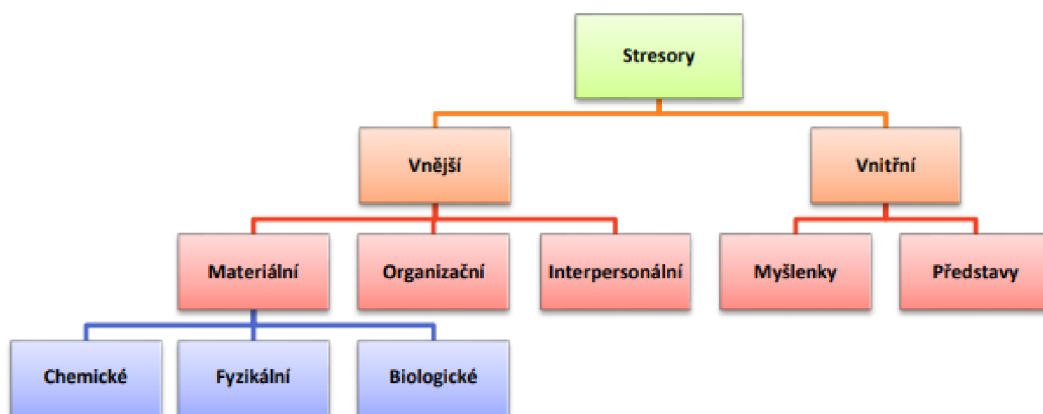 Stresory
Vnější
Vnitřní
Materiální
Organizační
Interpersonální
Myšlenky
Představy
Chemické
Fyzikální
Biologické